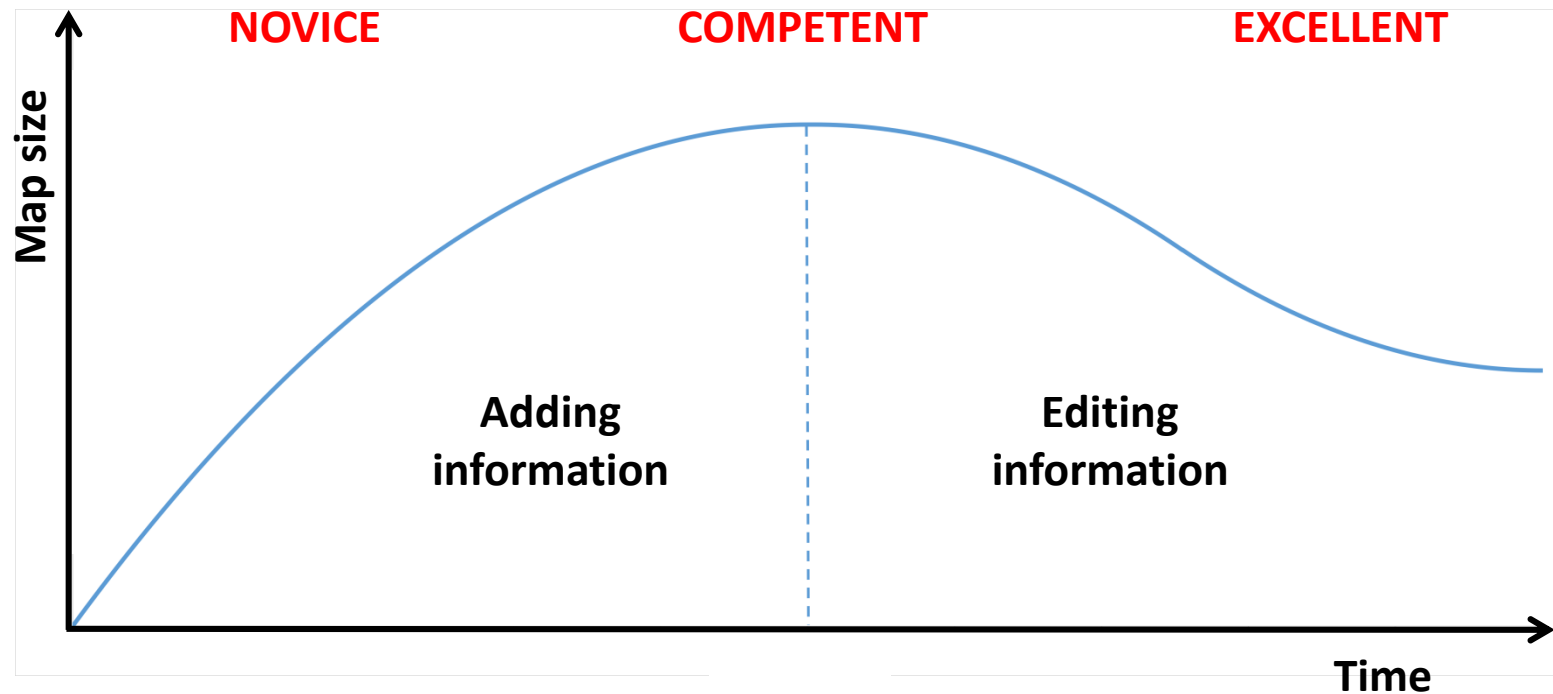 NOVICE
COMPETENT
EXCELLENT
Map size
Adding
information
Editing
information
Time